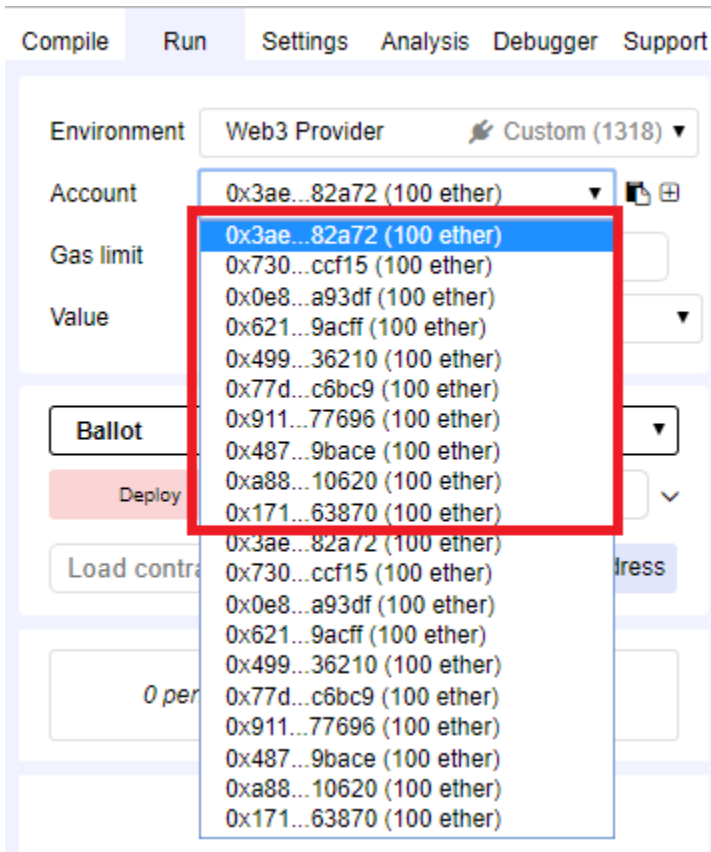 Compile Run Settings Analysis Debugger Support
Environment Web3 Provider Custom (1318)
Account 0x3ae...82a72 (100 ether)
0x3ae...82a72 (100 ether)
Gas limit 0x730...ccf15 (100 ether)
0x0e8...a93df (100 ether)
Value 0x621...9acff (100 ether)
0x499...36210 (100 ether)
0x77d...c6bc9 (100 ether)
Ballot 0x911...77696 (100 ether)
0x487...9bace (100 ether)
Deploy 0xa88...10620 (100 ether)
0x171...63870 (100 ether)
0x3ae...82a72 (100 ether)
Load contra 0x730...ccf15 (100 ether) dress
0x0e8...a93df (100 ether)
0x621...9acff (100 ether)
0x499...36210 (100 ether)
0 per 0x77d...c6bc9 (100 ether)
0x911...77696 (100 ether)
0x487...9bace (100 ether)
0xa88...10620 (100 ether)
0x171...63870 (100 ether)